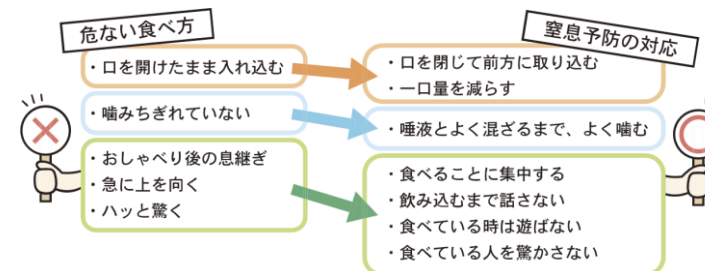 危ない食べ方
窒息予防の対応
・口を開けたまま入れ込む
・口を閉じて前方に取り込む
・一口量を減らす
・噛みちぎれていない
・唾液とよく混ざるまで、よく噛む
・おしゃべり後の息継ぎ
・急に上を向く
・ハッと驚く
・食べることに集中する
・飲み込むまで話さない
・食べている時は遊ばない
・食べている人を驚かさない